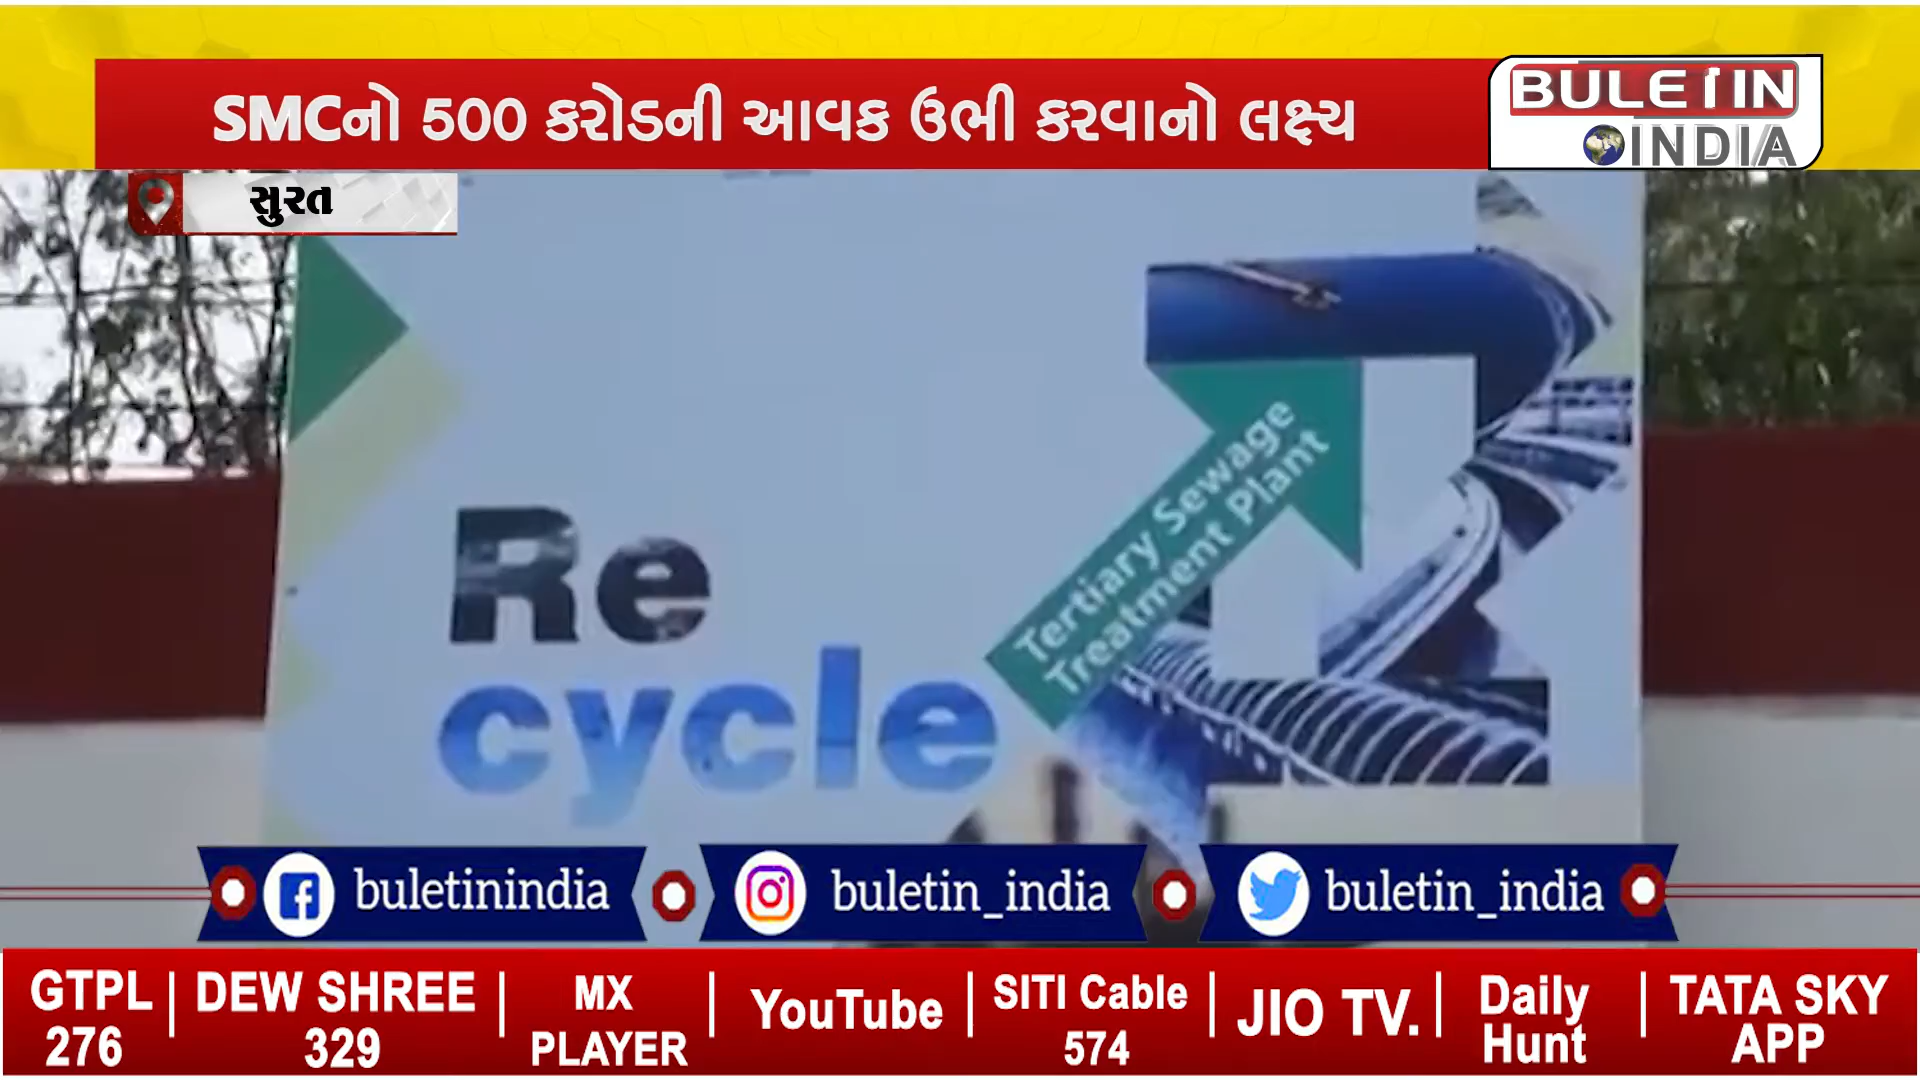 SMCનો 500 કરોડની આવક ઉભી કરવાનો લક્ષ્ય
BULETIN
INDIA
સુરત
Tertiary Sewage
Treatment Plant
Re
cycle
buletinindia
buletin_india
buletin_india
GTPL
276
DEW SHREE
329
MX
PLAYER
YouTube
SITI Cable
574
JIO TV.
Daily
Hunt
TATA SKY
APP